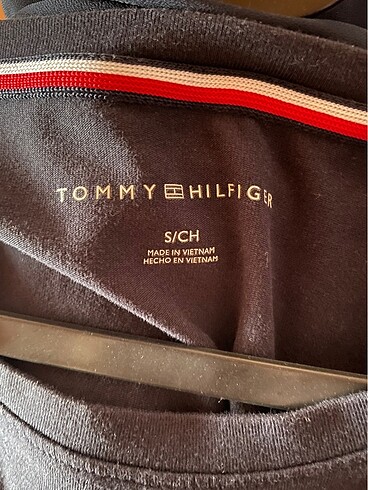 TOMMY HILFIGER
S/CH
MADE IN VIETNAM
HECHO EN VIETNAM